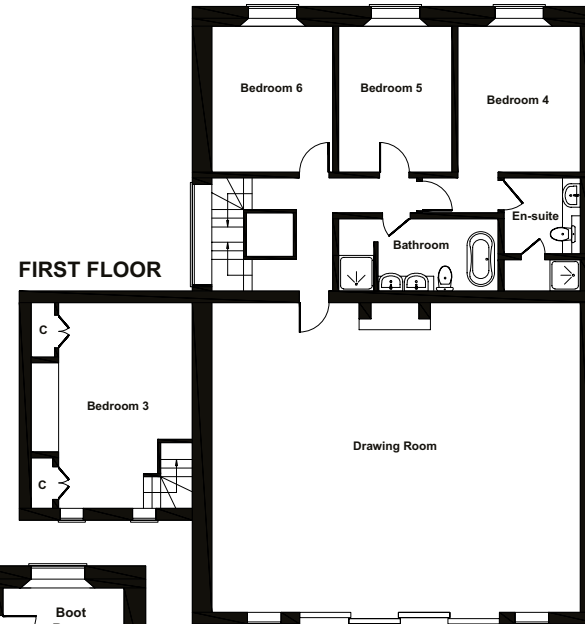 Bedroom 6
Bedroom 5
Bedroom 4
En-suite
Bathroom
FIRST FLOOR
C
Bedroom 3
Drawing Room
C
Boot